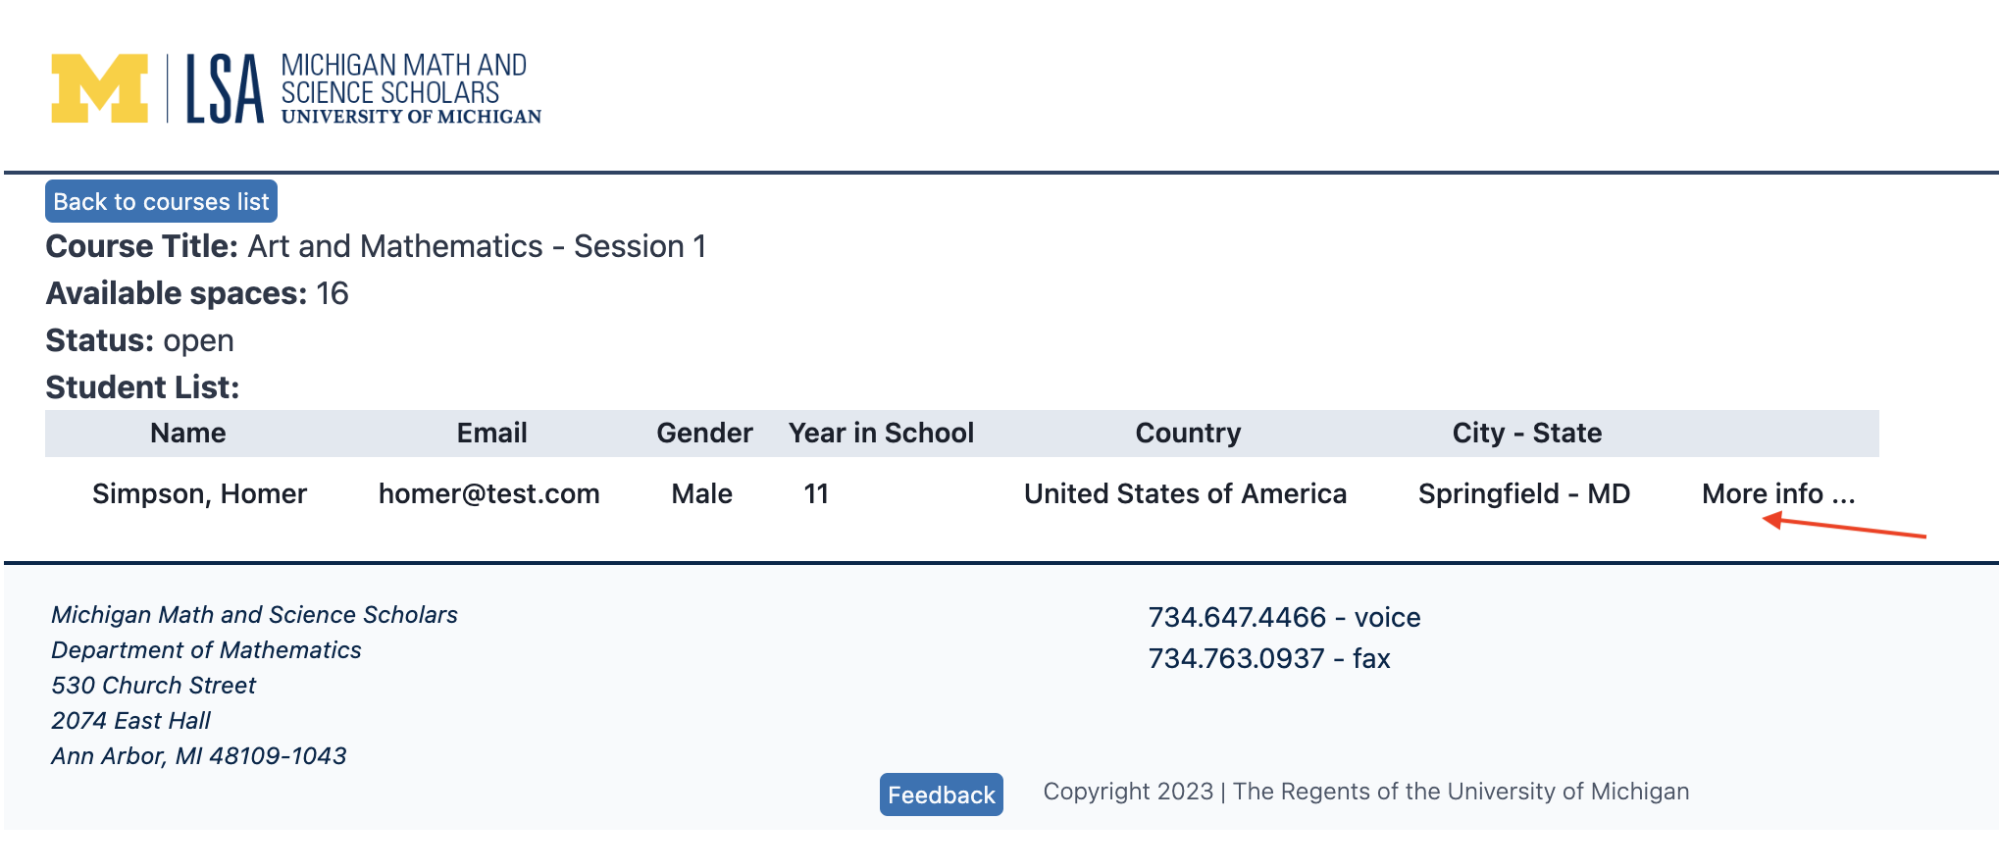 M LSA MICHIGAN MATH AND
SCIENCE SCHOLARS
UNIVERSITY OF MICHIGAN
Back to courses list
Course Title: Art and Mathematics - Session 1
Available spaces: 16
Status: open
Student List:
Name Email Gender Year in School Country City - State
Simpson, Homer homer@test.com Male 11 United States of America Springfield - MD More info ...
Michigan Math and Science Scholars
Department of Mathematics
530 Church Street
2074 East Hall
Ann Arbor, MI 48109-1043
734.647.4466 - voice
734.763.0937 - fax
Feedback Copyright 2023 | The Regents of the University of Michigan